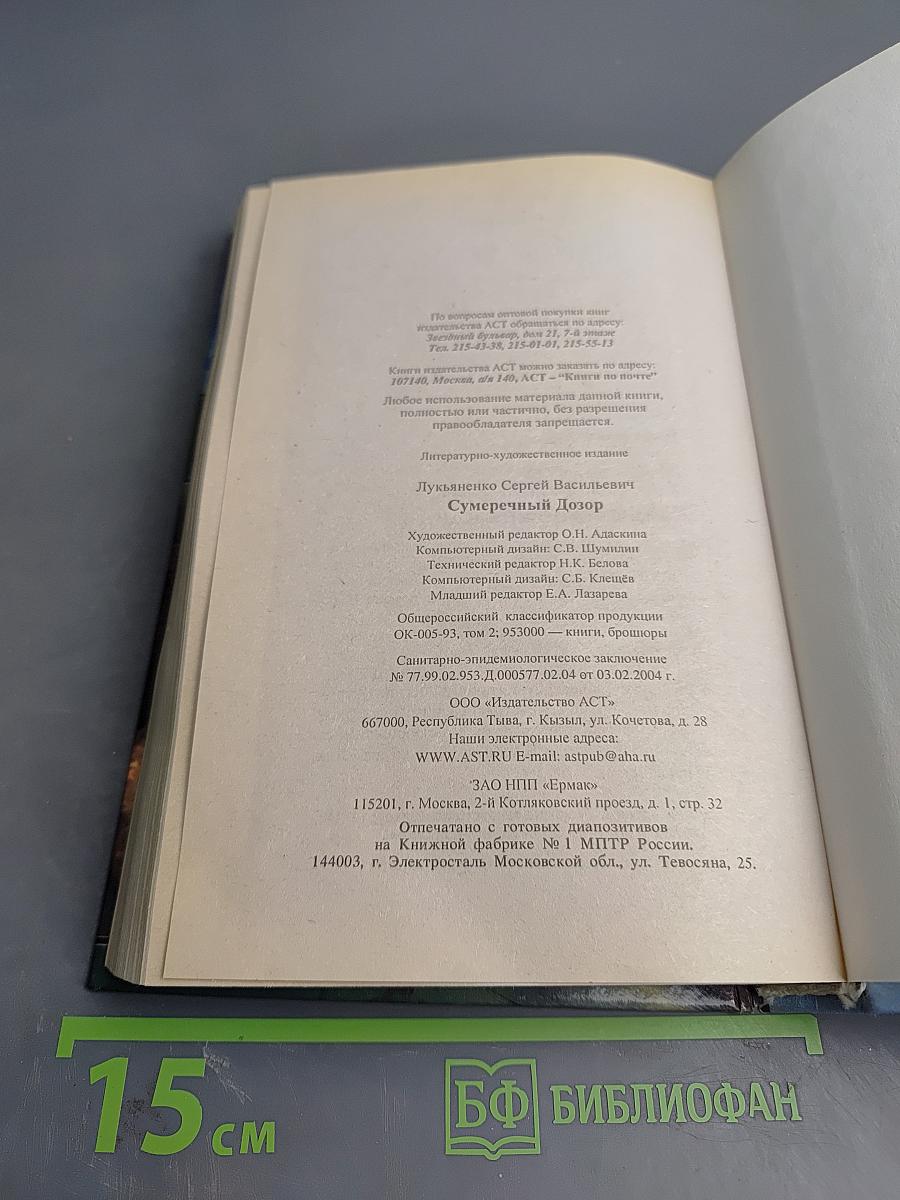 По вопросам оптовой покупки книг
издательства АСТ обращаться по адресу:
Звездный бульвар, дом 21, 7-й этаж
Тел. 215-43-38, 215-01-01, 215-55-13
Книги издательства АСТ можно заказать по адресу:
107140, Москва, а/я 140, АСТ – "Книги по почте"
Любое использование материала данной книги,
полностью или частично, без разрешения
правообладателя запрещается.
Литературно-художественное издание
Лукьяненко Сергей Васильевич
Сумеречный Дозор
Художественный редактор О.Н. Адаскина
Компьютерный дизайн: С.В. Шумилин
Технический редактор Н.К. Белова
Компьютерный дизайн: С.Б. Клещёв
Младший редактор Е.А. Лазарева
Общероссийский классификатор продукции
ОК-005-93, том 2; 953000 — книги, брошюры
Санитарно-эпидемиологическое заключение
№ 77.99.02.953.Д.000577.02.04 от 03.02.2004 г.
ООО «Издательство АСТ»
667000, Республика Тыва, г. Кызыл, ул. Кочетова, д. 28
Наши электронные адреса:
WWW.AST.RU E-mail: astpub@aha.ru
ЗАО НПП «Ермак»
115201, г. Москва, 2-й Котляковский проезд, д. 1, стр. 32
Отпечатано с готовых диапозитивов
на Книжной фабрике № 1 МПТР России.
144003, г. Электросталь Московской обл., ул. Тевосяна, 25.
15 см
БФ БИБЛИОФАН